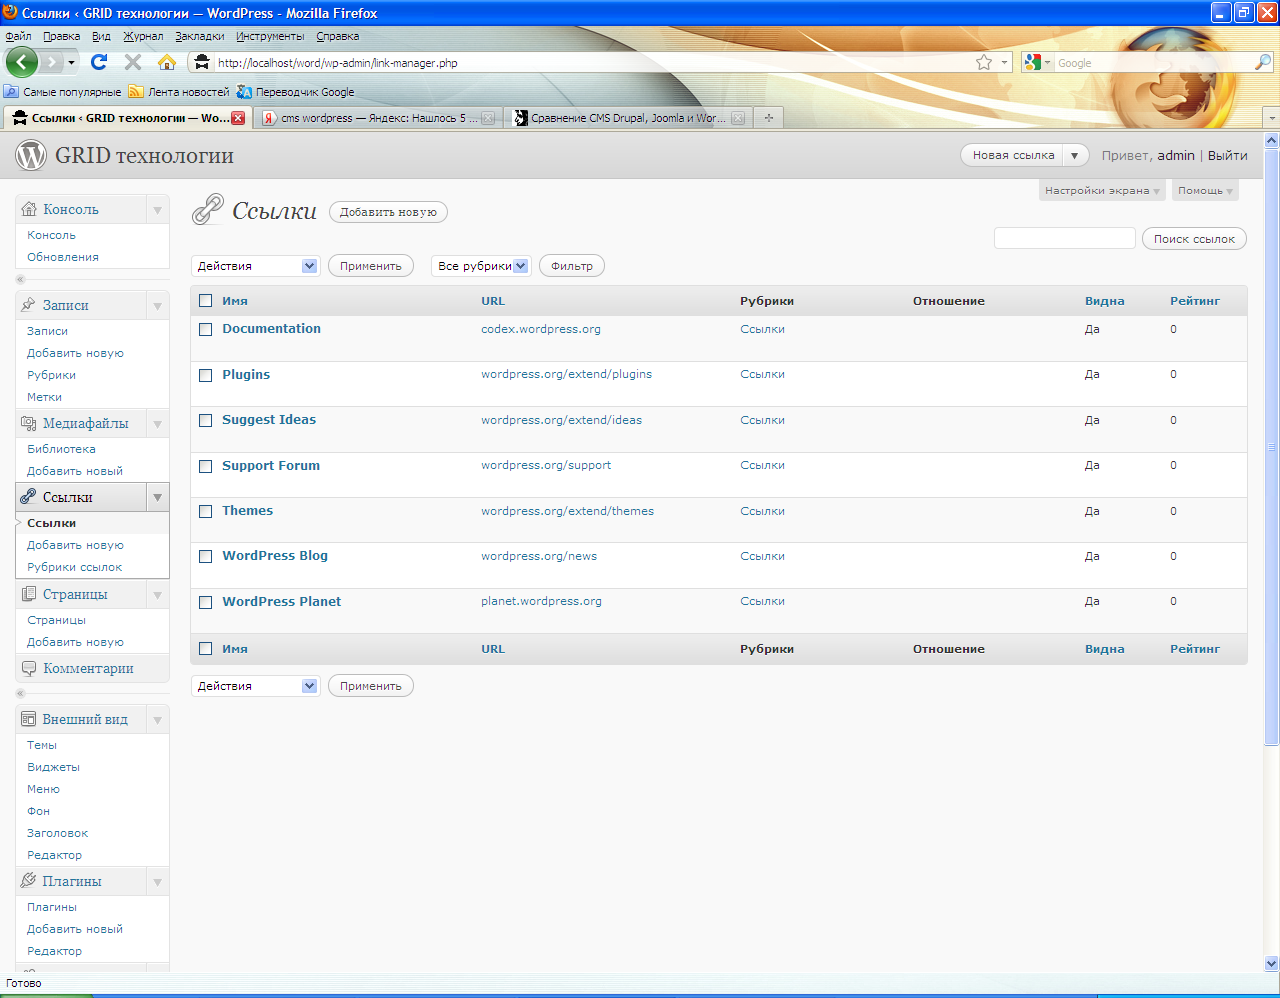 Ссылки ‹ GRID технологии — WordPress - Mozilla Firefox
Файл Правка Вид Журнал Закладки Инструменты Справка
http://localhost/word/wp-admin/link-manager.php
Google
Самые популярные Лента новостей Переводчик Google
Ссылки ‹ GRID технологии — Wo...
cms wordpress — Яндекс: Нашлось 5 ...
Сравнение CMS Drupal, Joomla и Wor...
GRID технологии
Новая ссылка
Привет, admin | Выйти
Настройки экрана
Помощь
Консоль
Консоль
Обновления
Записи
Записи
Добавить новую
Рубрики
Метки
Медиафайлы
Библиотека
Добавить новый
Ссылки
Ссылки
Добавить новую
Рубрики ссылок
Страницы
Страницы
Добавить новую
Комментарии
Внешний вид
Темы
Виджеты
Меню
Фон
Заголовок
Редактор
Плагины
Плагины
Добавить новый
Редактор
Ссылки
Добавить новую
Поиск ссылок
Действия Применить Все рубрики Фильтр
Имя URL Рубрики Отношение Видна Рейтинг
Documentation codex.wordpress.org Ссылки Да 0
Plugins wordpress.org/extend/plugins Ссылки Да 0
Suggest Ideas wordpress.org/extend/ideas Ссылки Да 0
Support Forum wordpress.org/support Ссылки Да 0
Themes wordpress.org/extend/themes Ссылки Да 0
WordPress Blog wordpress.org/news Ссылки Да 0
WordPress Planet planet.wordpress.org Ссылки Да 0
Имя URL Рубрики Отношение Видна Рейтинг
Действия Применить
Готово